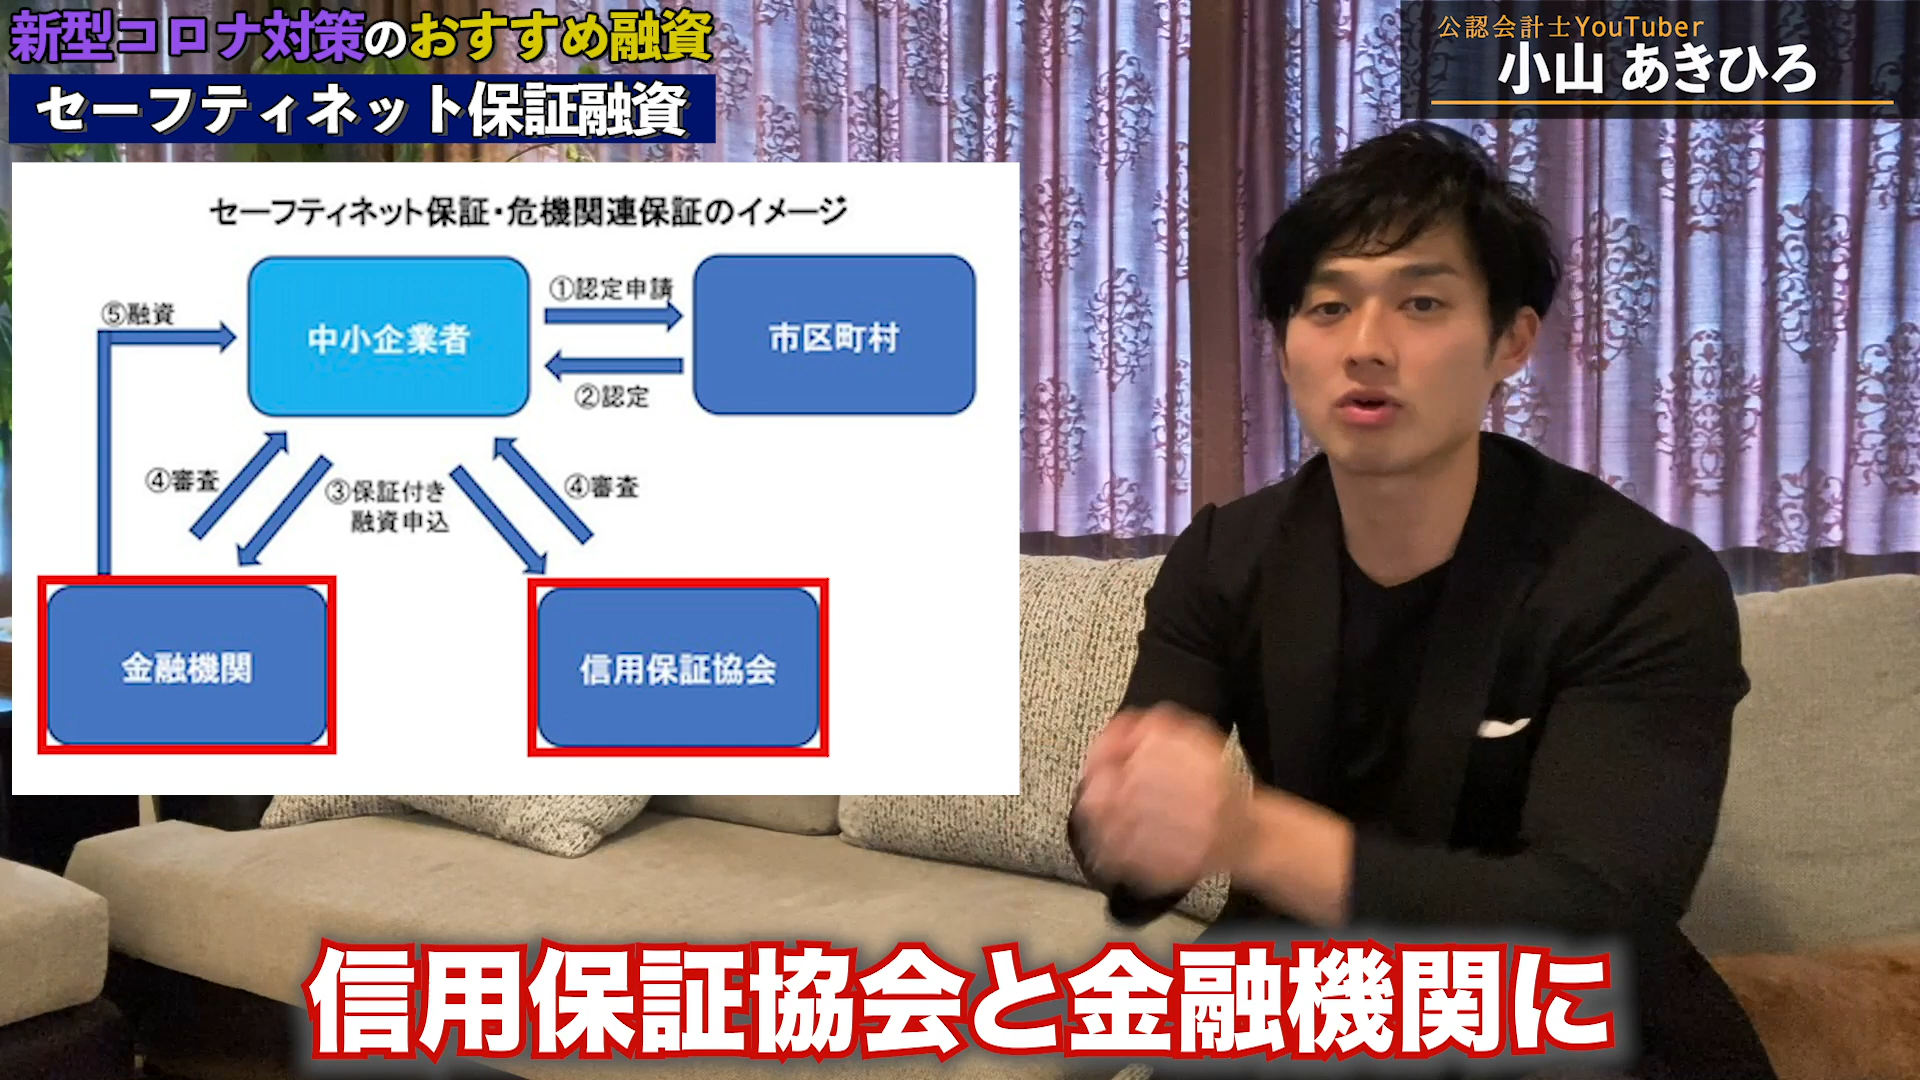 新型コロナ対策のおすすめ融資
セーフティネット保証融資
公認会計士YouTuber
小山 あきひろ
セーフティネット保証・危機関連保証のイメージ
⑤融資
中小企業者
①認定申請
市区町村
②認定
④審査
③保証付き
融資申込
④審査
金融機関
信用保証協会
信用保証協会と金融機関に